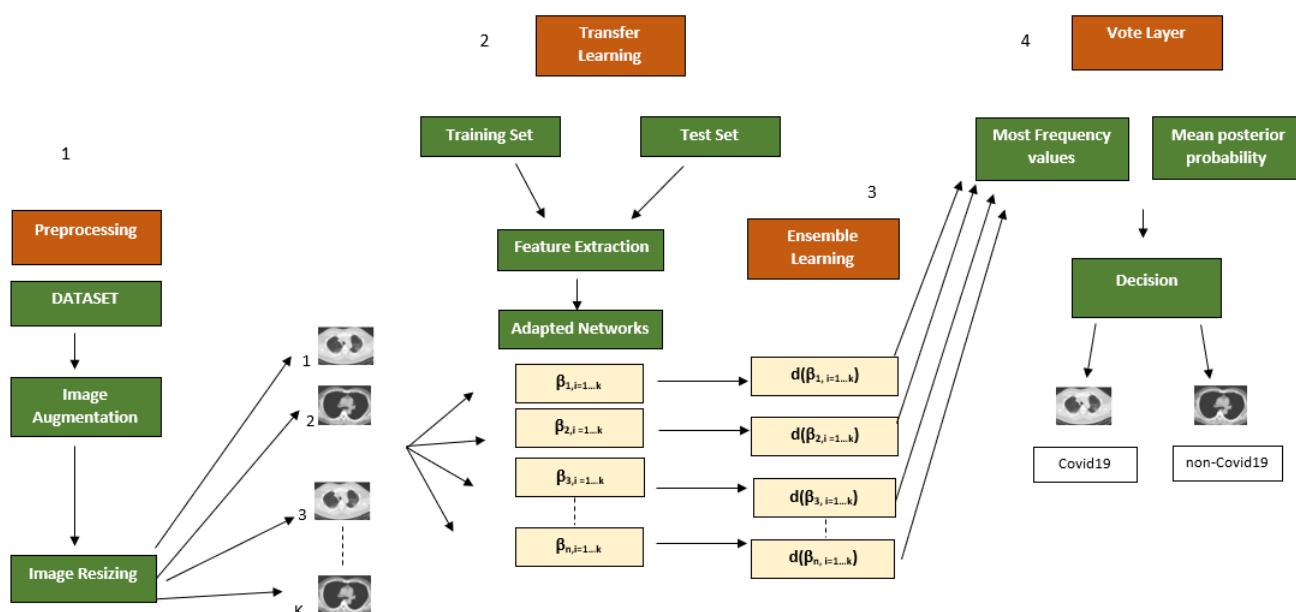 1
Preprocessing
DATASET
Image
Augmentation
Image Resizing
1
2
3
K
2
Transfer
Learning
Training Set
Test Set
Feature Extraction
Adapted Networks
β1,i=1...k
β2,i =1...k
β3,i =1...k
βn,i=1...k
3
Ensemble
Learning
d(β1, i=1...k)
d(β2,i =1...k)
d(β3, i=1...k)
d(βn, i=1...k)
4
Vote Layer
Most Frequency
values
Mean posterior
probability
Decision
Covid19
non-Covid19